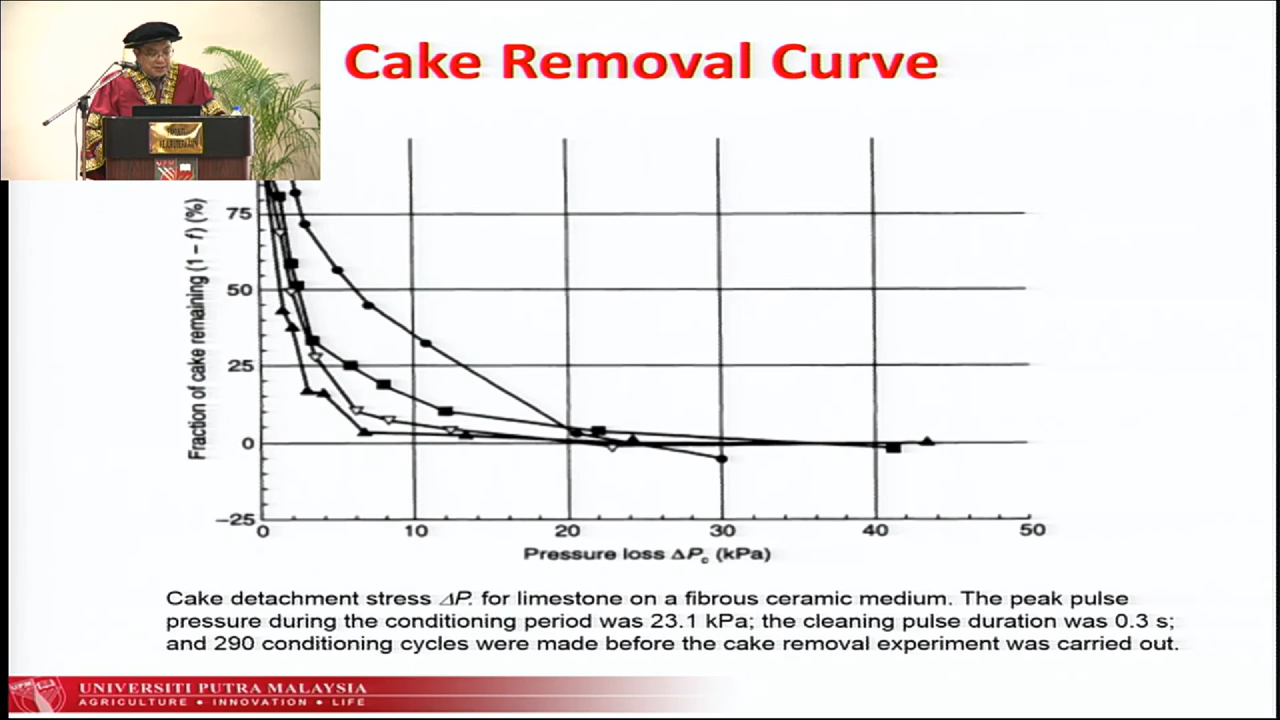 Cake Removal Curve
Fraction of cake remaining (1 – f) (%)
75
50
25
0
–25
0 10 20 30 40 50
Pressure loss ΔPc (kPa)
Cake detachment stress ΔP. for limestone on a fibrous ceramic medium. The peak pulse
pressure during the conditioning period was 23.1 kPa; the cleaning pulse duration was 0.3 s;
and 290 conditioning cycles were made before the cake removal experiment was carried out.
UNIVERSITI PUTRA MALAYSIA
AGRICULTURE • INNOVATION • LIFE